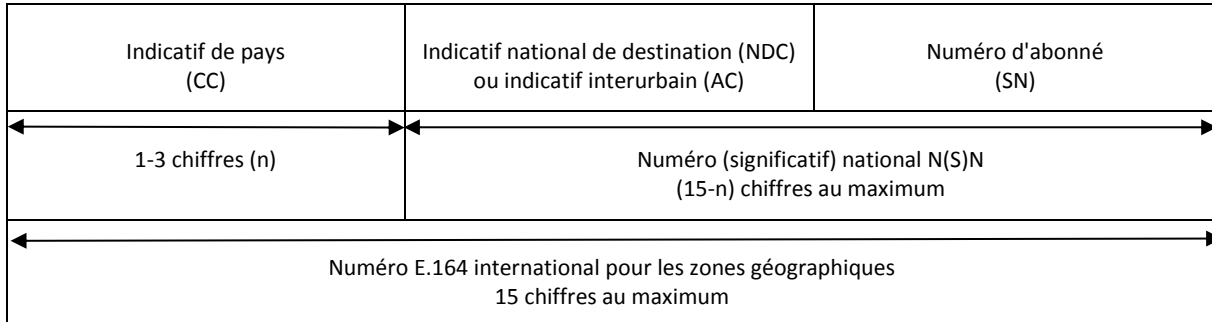 Indicatif de pays
(CC)
Indicatif national de destination (NDC)
ou indicatif interurbain (AC)
Numéro d'abonné
(SN)
1-3 chiffres (n)
Numéro (significatif) national N(S)N
(15-n) chiffres au maximum
Numéro E.164 international pour les zones géographiques
15 chiffres au maximum